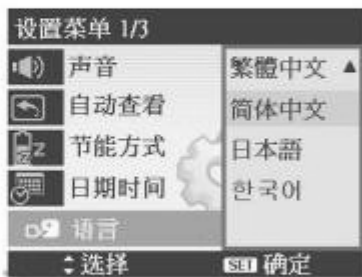 设置菜单 1/3
声音
自动查看
节能方式
日期时间
语言
繁體中文
简体中文
日本語
한국어
选择
SET 确定